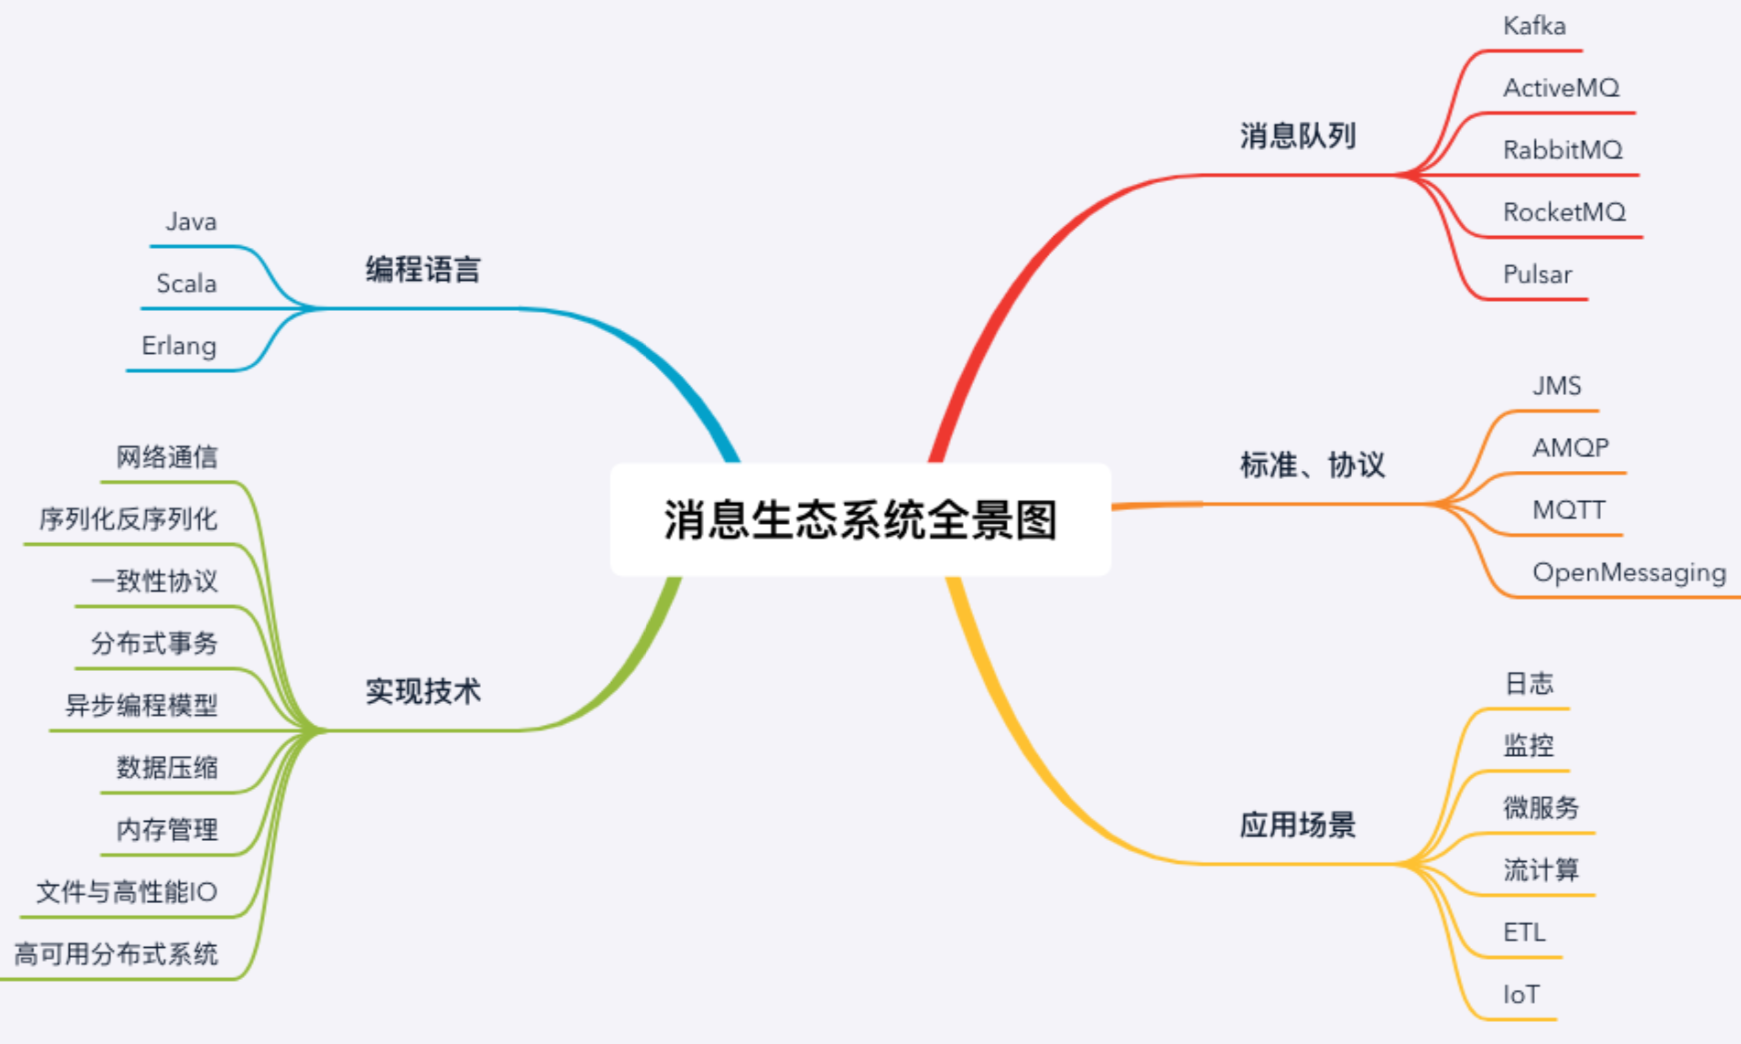 消息生态系统全景图
消息队列
Kafka
ActiveMQ
RabbitMQ
RocketMQ
Pulsar
标准、协议
JMS
AMQP
MQTT
OpenMessaging
应用场景
日志
监控
微服务
流计算
ETL
IoT
编程语言
Java
Scala
Erlang
实现技术
网络通信
序列化反序列化
一致性协议
分布式事务
异步编程模型
数据压缩
内存管理
文件与高性能IO
高可用分布式系统